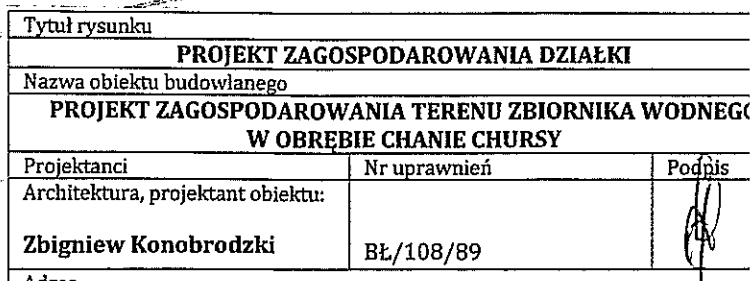 Tytuł rysunku
PROJEKT ZAGOSPODAROWANIA DZIAŁKI
Nazwa obiektu budowlanego
PROJEKT ZAGOSPODAROWANIA TERENU ZBIORNIKA WODNEGO
W OBRĘBIE CHANIE CHURSY
Projektanci Nr uprawnień Podpis
Architektura, projektant obiektu:
Zbigniew Konobrodzki BŁ/108/89